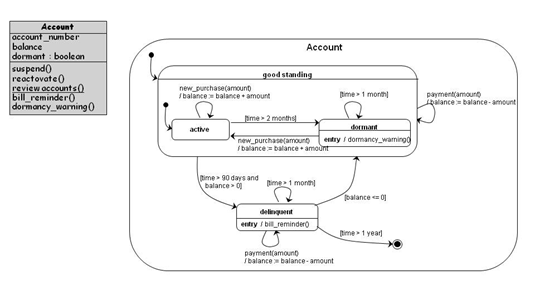 Account
account_number
balance
dormant : boolean
suspend()
reactovate()
review accounts()
bill_reminder()
dormancy_warning()
Account
good standing
new_purchase(amount)
/ balance := balance + amount
[time > 1 month]
payment(amount)
/ balance := balance - amount
active
[time > 2 months]
dormant
entry / dormancy_warning()
new_purchase(amount)
/ balance := balance + amount
[time > 90 days and
balance > 0]
[time > 1 month]
[balance <= 0]
delinquent
entry / bill_reminder()
[time > 1 year]
payment(amount)
/ balance := balance - amount